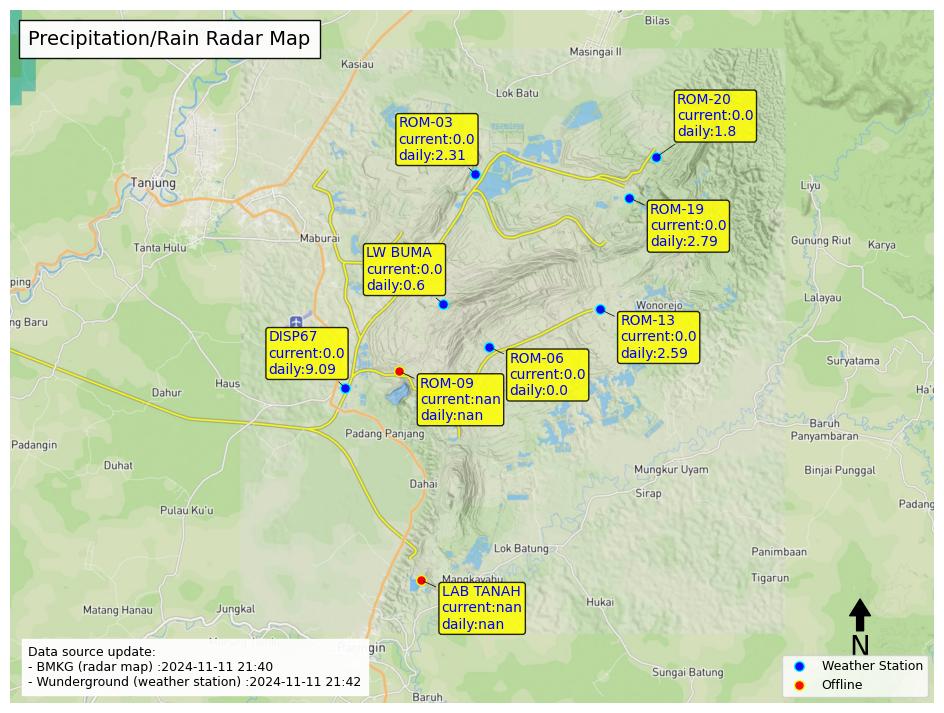 Precipitation/Rain Radar Map
Bilas
Masingai II
Kasiau
Lok Batu
ROM-20
current:0.0
daily:1.8
ROM-03
current:0.0
daily:2.31
Tanjung
Liyu
ROM-19
current:0.0
daily:2.79
Maburai
Tanta Hulu
Gunung Riut
Karya
LW BUMA
current:0.0
daily:0.6
ping
Lalayau
Wonorejo
ng Baru
ROM-13
current:0.0
daily:2.59
DISP67
current:0.0
daily:9.09
ROM-06
current:0.0
daily:0.0
Suryatama
Haus
Dahur
Ha'
ROM-09
current:nan
daily:nan
Padang Panjang
Baruh
Panyambaran
Padangin
Duhat
Mungkur Uyam
Binjai Punggal
Dahai
Sirap
Padang
Pulau Ku'u
Lok Batung
Panimbaan
Mangkayahu
Tigarun
LAB TANAH
current:nan
daily:nan
Hukai
Matang Hanau
Jungkal
N
Data source update:
- BMKG (radar map) :2024-11-11 21:40
- Wunderground (weather station) :2024-11-11 21:42
Weather Station
Offline
Sungai Batung
Baruh